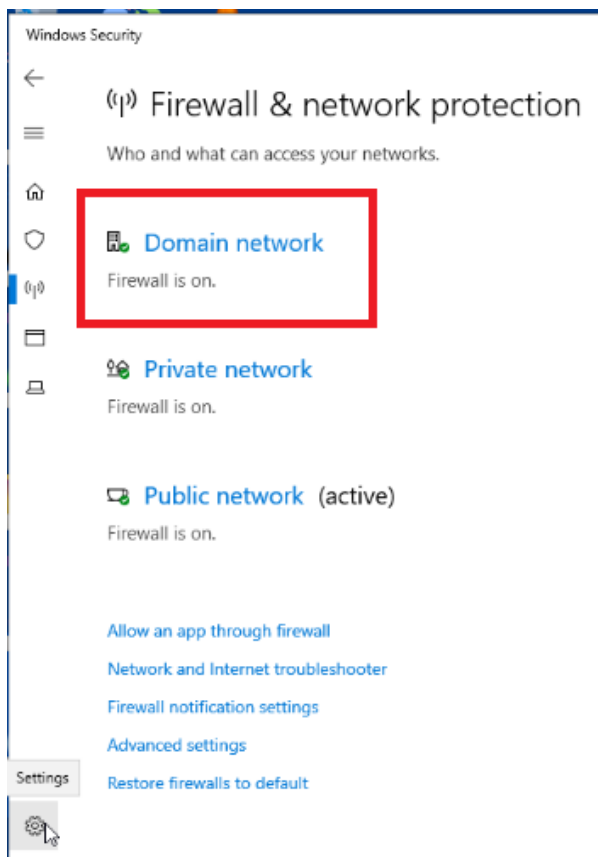 Windows Security
Firewall & network protection
Who and what can access your networks.
Domain network
Firewall is on.
Private network
Firewall is on.
Public network (active)
Firewall is on.
Allow an app through firewall
Network and Internet troubleshooter
Firewall notification settings
Advanced settings
Settings
Restore firewalls to default